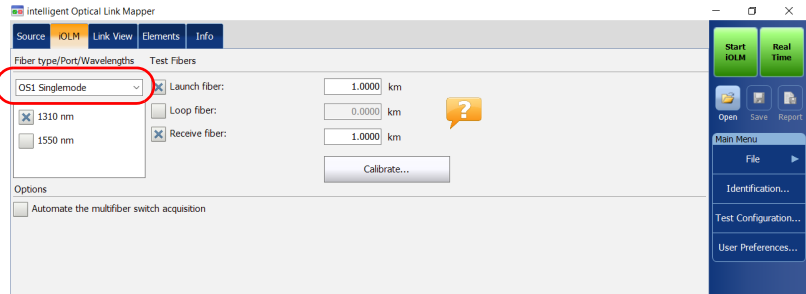 intelligent Optical Link Mapper
Source iOLM Link View Elements Info
Fiber type/Port/Wavelengths Test Fibers
OS1 Singlemode
1310 nm
1550 nm
Launch fiber: 1.0000 km
Loop fiber: 0.0000 km
Receive fiber: 1.0000 km
?
Calibrate...
Options
Automate the multifiber switch acquisition
Start iOLM
Real Time
Open Save Report
Main Menu
File
Identification...
Test Configuration...
User Preferences...